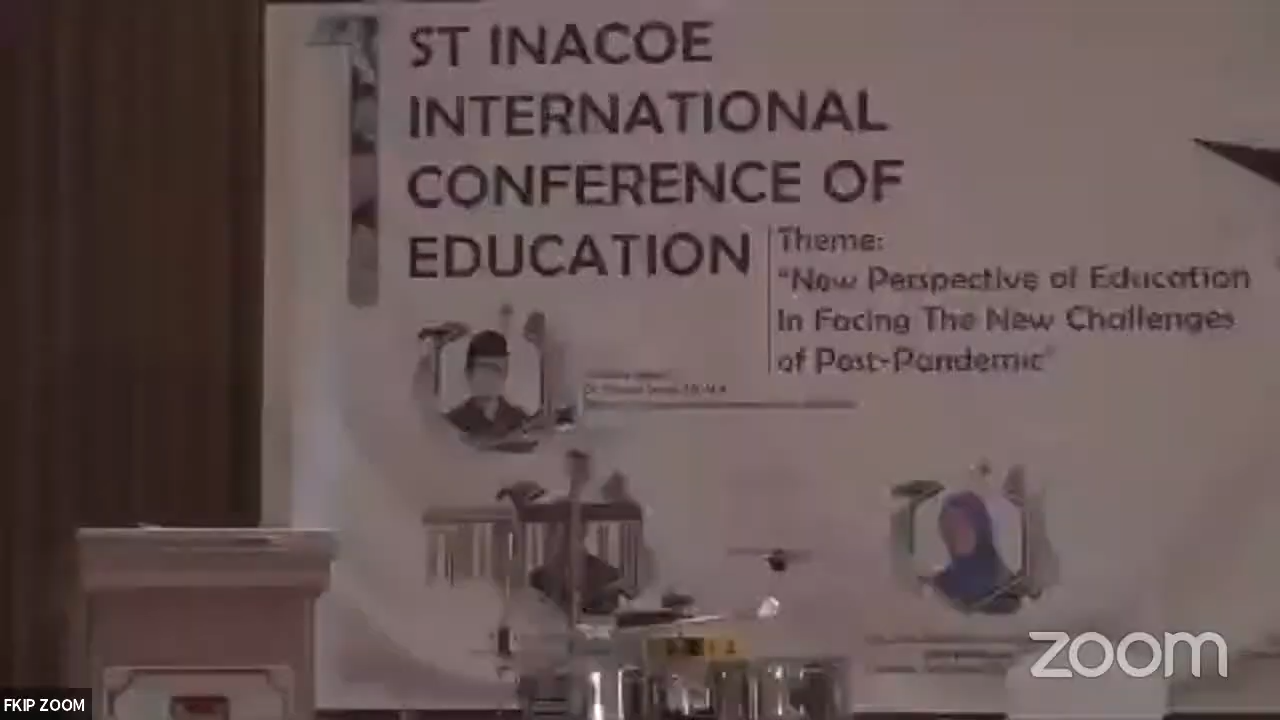 1
ST INACOE
INTERNATIONAL
CONFERENCE OF
EDUCATION
Theme:
"New Perspective of Education
In Facing The New Challenges
of Post-Pandemic"
zoom
FKIP ZOOM